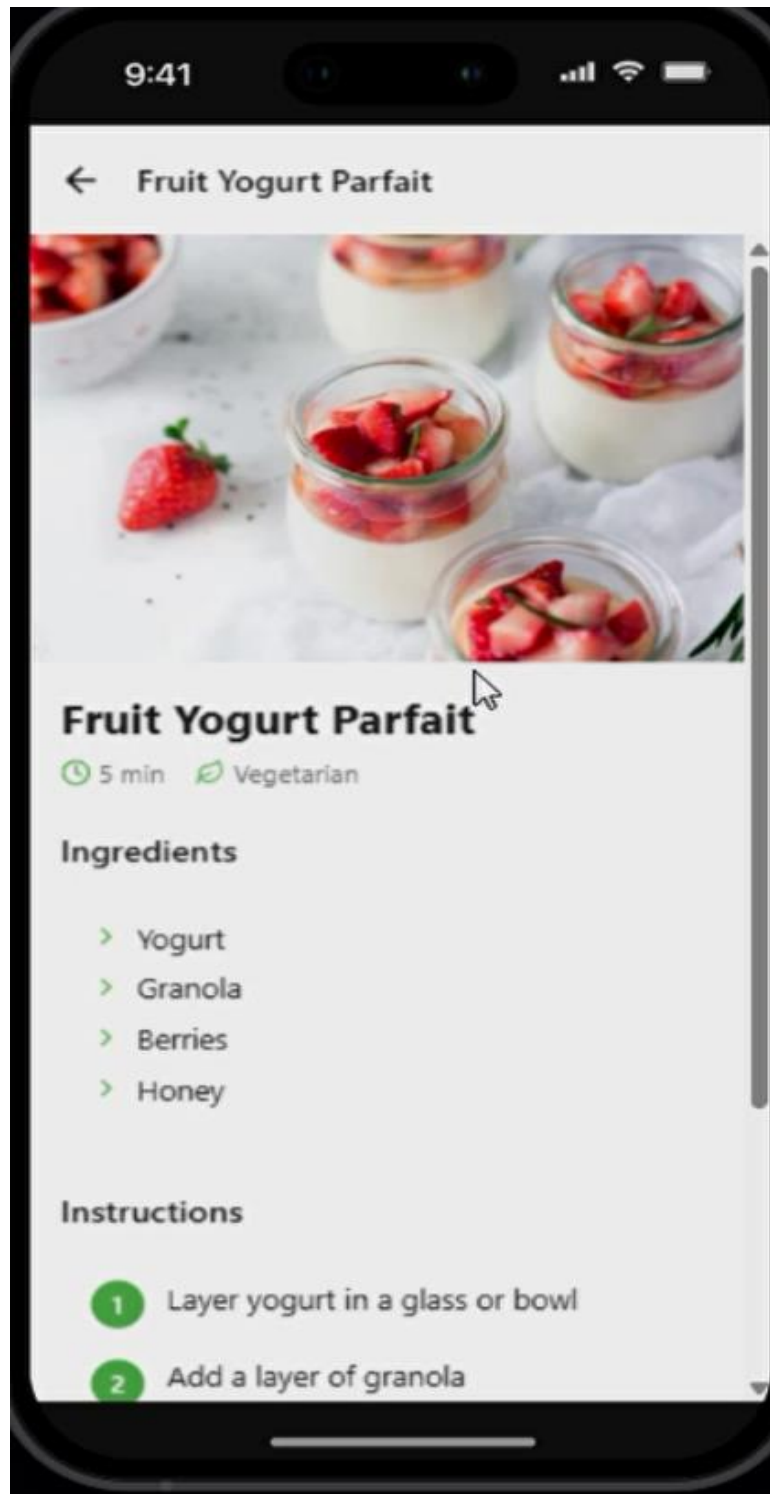 9:41
Fruit Yogurt Parfait
Fruit Yogurt Parfait
5 min Vegetarian
Ingredients
Yogurt
Granola
Berries
Honey
Instructions
1 Layer yogurt in a glass or bowl
2 Add a layer of granola